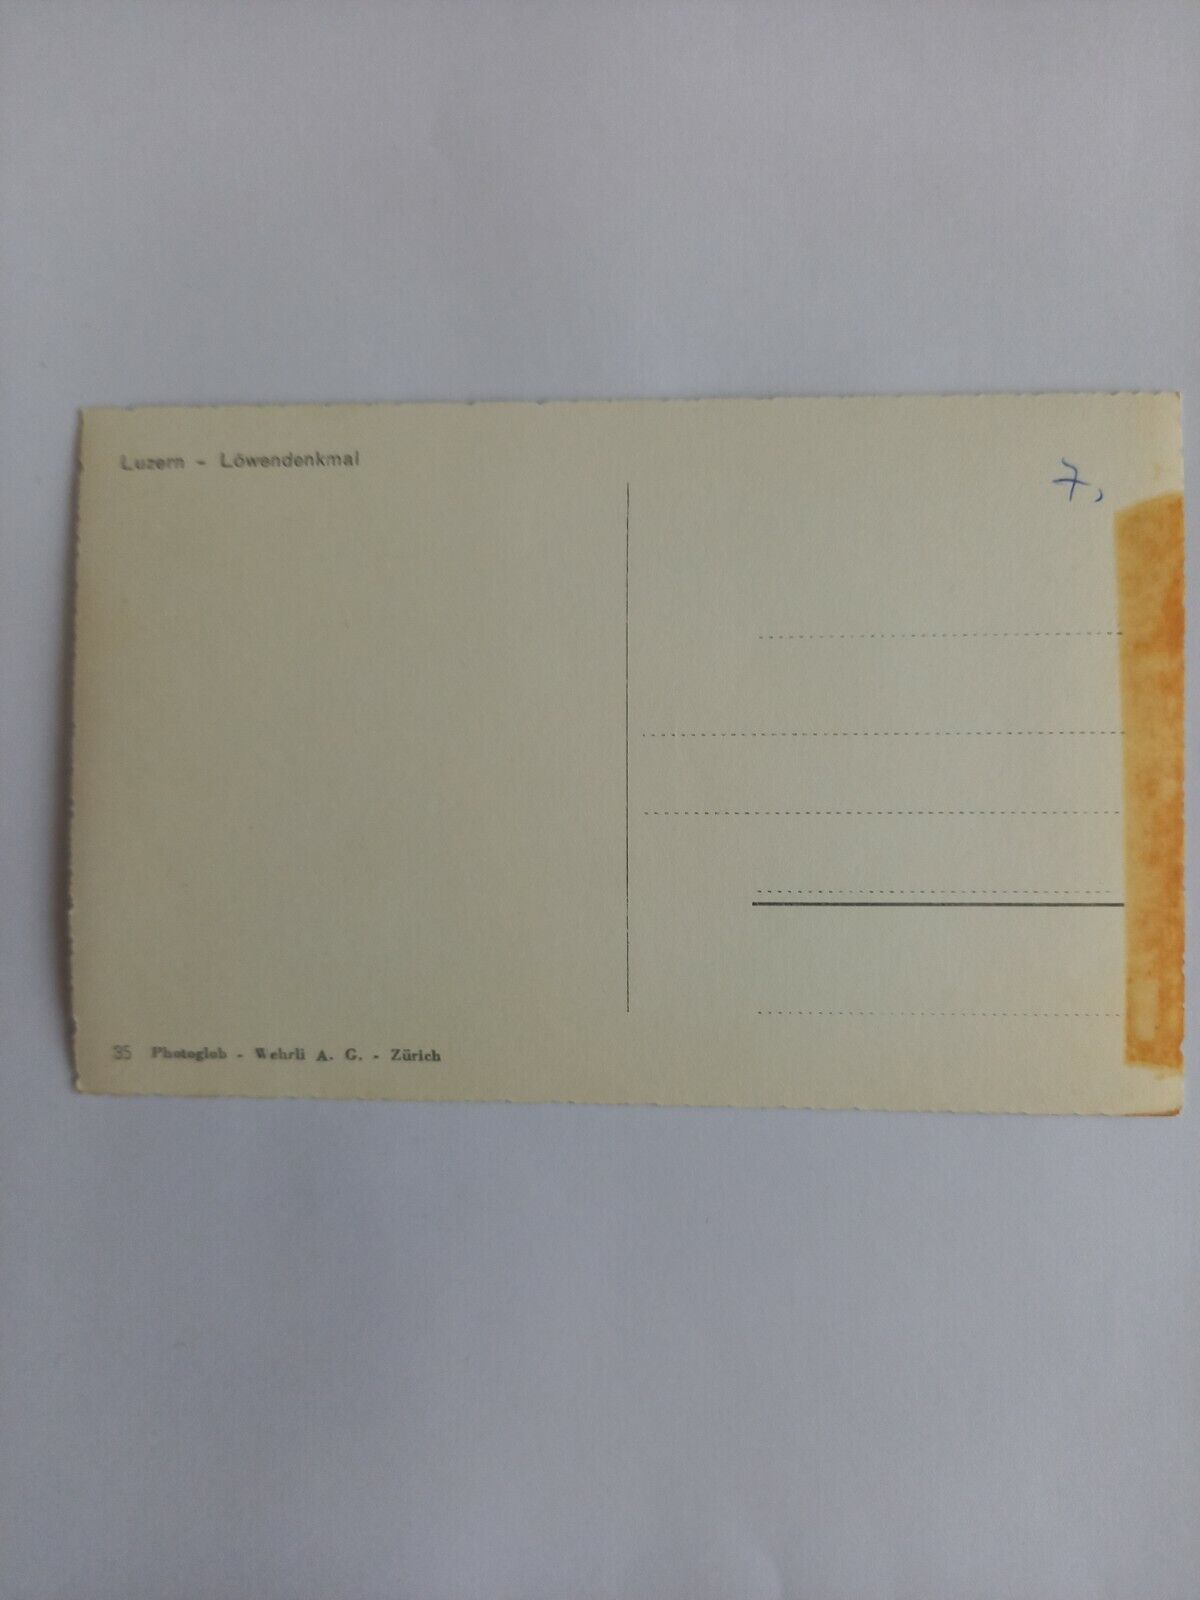 Luzern - Löwendenkmal
7,
35 Photoglob - Wehrli A. G. - Zürich